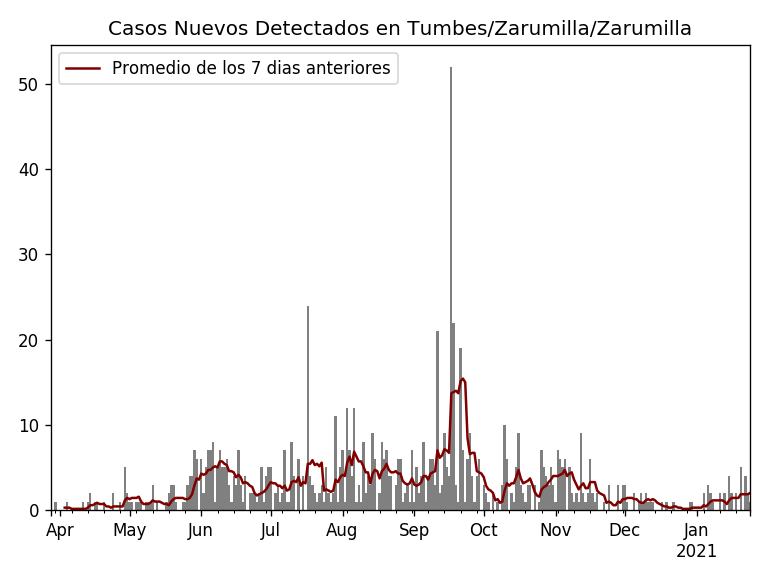 Casos Nuevos Detectados en Tumbes/Zarumilla/Zarumilla
Promedio de los 7 dias anteriores
50
40
30
20
10
0
Apr May Jun Jul Aug Sep Oct Nov Dec Jan
2021